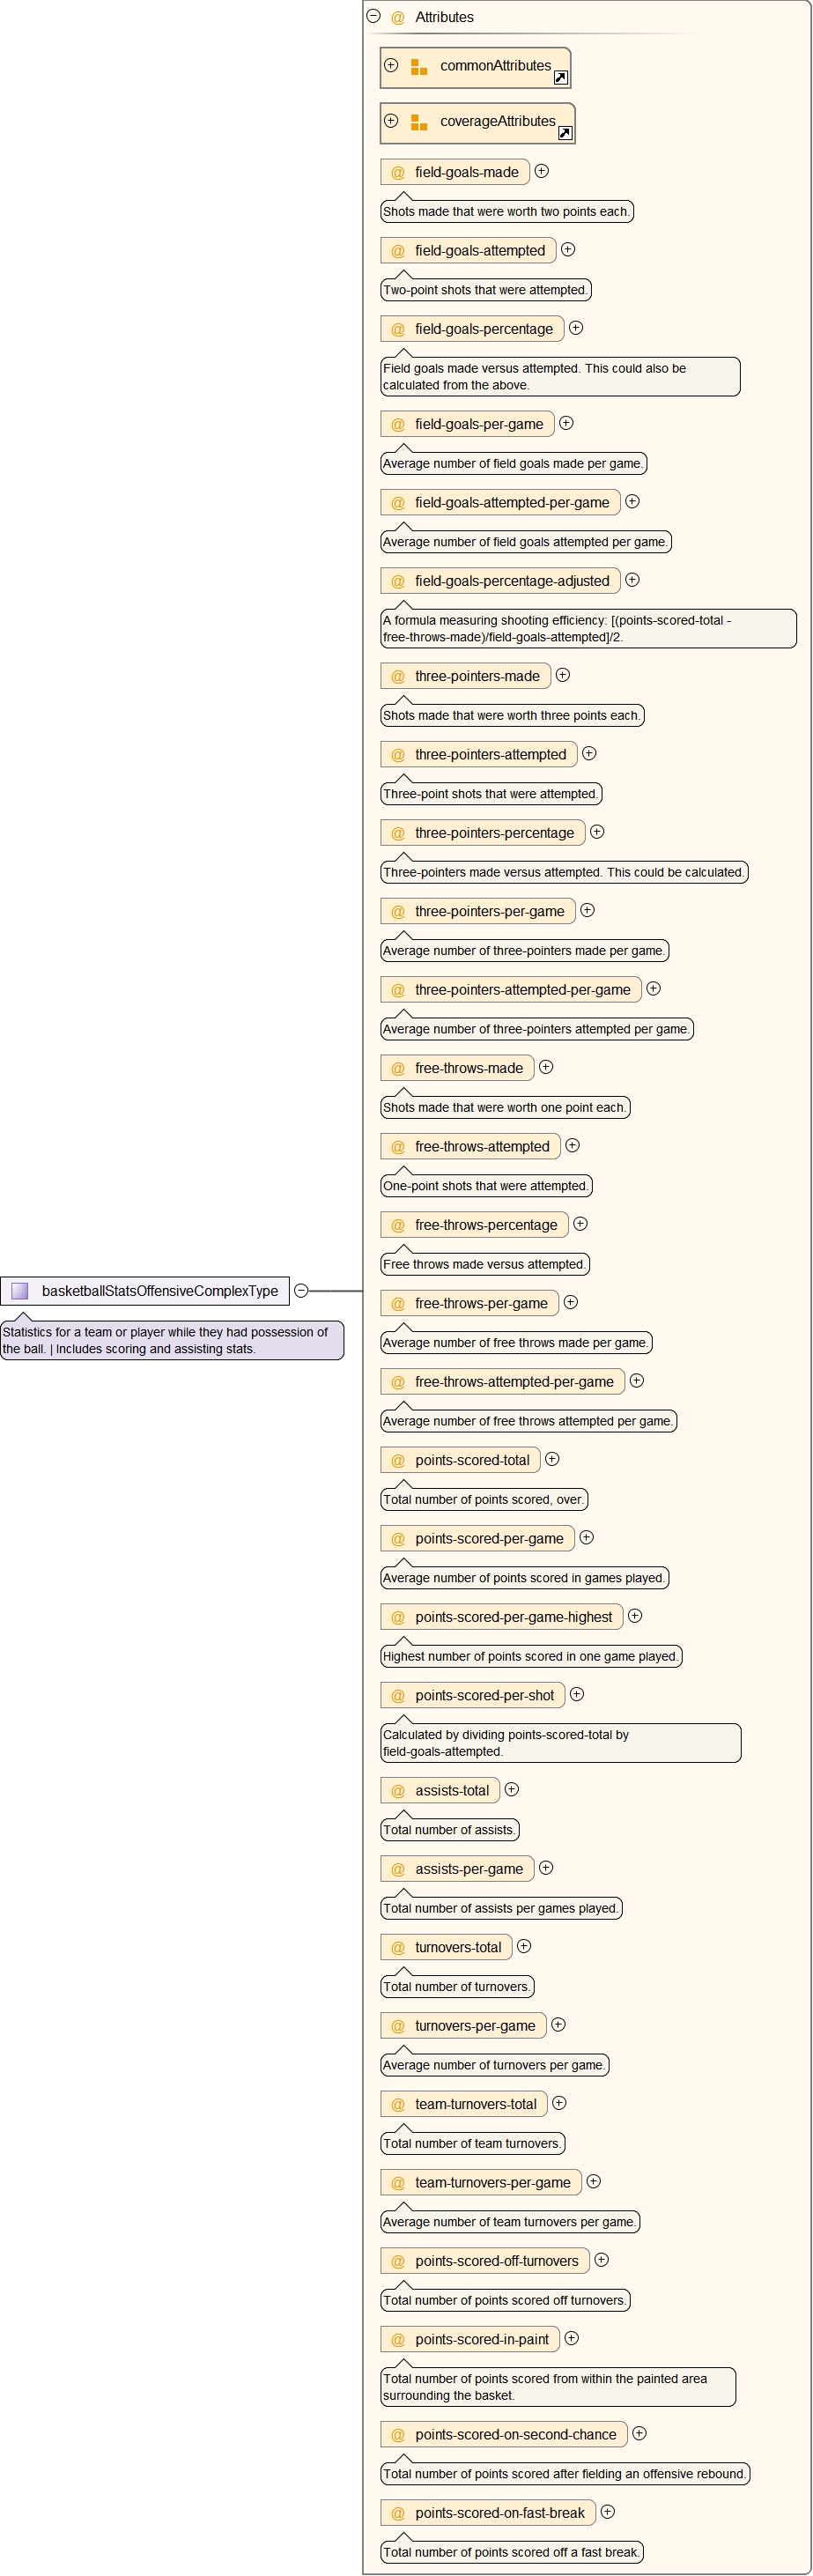 @ Attributes
commonAttributes
coverageAttributes
@ field-goals-made
Shots made that were worth two points each.
@ field-goals-attempted
Two-point shots that were attempted.
@ field-goals-percentage
Field goals made versus attempted. This could also be
calculated from the above.
@ field-goals-per-game
Average number of field goals made per game.
@ field-goals-attempted-per-game
Average number of field goals attempted per game.
@ field-goals-percentage-adjusted
A formula measuring shooting efficiency: [(points-scored-total -
free-throws-made)/field-goals-attempted]/2.
@ three-pointers-made
Shots made that were worth three points each.
@ three-pointers-attempted
Three-point shots that were attempted.
@ three-pointers-percentage
Three-pointers made versus attempted. This could be calculated.
@ three-pointers-per-game
Average number of three-pointers made per game.
@ three-pointers-attempted-per-game
Average number of three-pointers attempted per game.
@ free-throws-made
Shots made that were worth one point each.
@ free-throws-attempted
One-point shots that were attempted.
@ free-throws-percentage
Free throws made versus attempted.
basketballStatsOffensiveComplexType
Statistics for a team or player while they had possession of
the ball. | Includes scoring and assisting stats.
@ free-throws-per-game
Average number of free throws made per game.
@ free-throws-attempted-per-game
Average number of free throws attempted per game.
@ points-scored-total
Total number of points scored, over.
@ points-scored-per-game
Average number of points scored in games played.
@ points-scored-per-game-highest
Highest number of points scored in one game played.
@ points-scored-per-shot
Calculated by dividing points-scored-total by
field-goals-attempted.
@ assists-total
Total number of assists.
@ assists-per-game
Total number of assists per games played.
@ turnovers-total
Total number of turnovers.
@ turnovers-per-game
Average number of turnovers per game.
@ team-turnovers-total
Total number of team turnovers.
@ team-turnovers-per-game
Average number of team turnovers per game.
@ points-scored-off-turnovers
Total number of points scored off turnovers.
@ points-scored-in-paint
Total number of points scored from within the painted area
surrounding the basket.
@ points-scored-on-second-chance
Total number of points scored after fielding an offensive rebound.
@ points-scored-on-fast-break
Total number of points scored off a fast break.